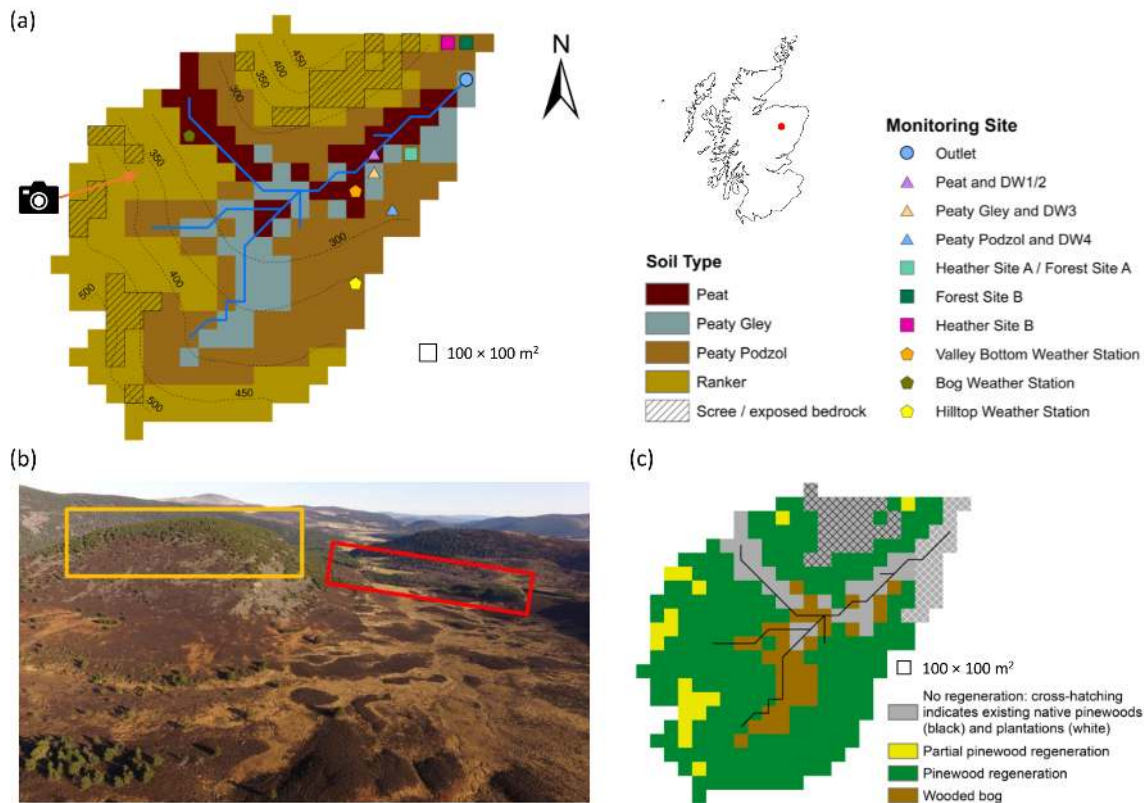 (a)
N
450
400
350
300
350
400
500
300
450
500
100 × 100 m²
Soil Type
Peat
Peaty Gley
Peaty Podzol
Ranker
Scree / exposed bedrock
Monitoring Site
Outlet
Peat and DW1/2
Peaty Gley and DW3
Peaty Podzol and DW4
Heather Site A / Forest Site A
Forest Site B
Heather Site B
Valley Bottom Weather Station
Bog Weather Station
Hilltop Weather Station
(b)
(c)
100 × 100 m²
No regeneration: cross-hatching
indicates existing native pinewoods
(black) and plantations (white)
Partial pinewood regeneration
Pinewood regeneration
Wooded bog